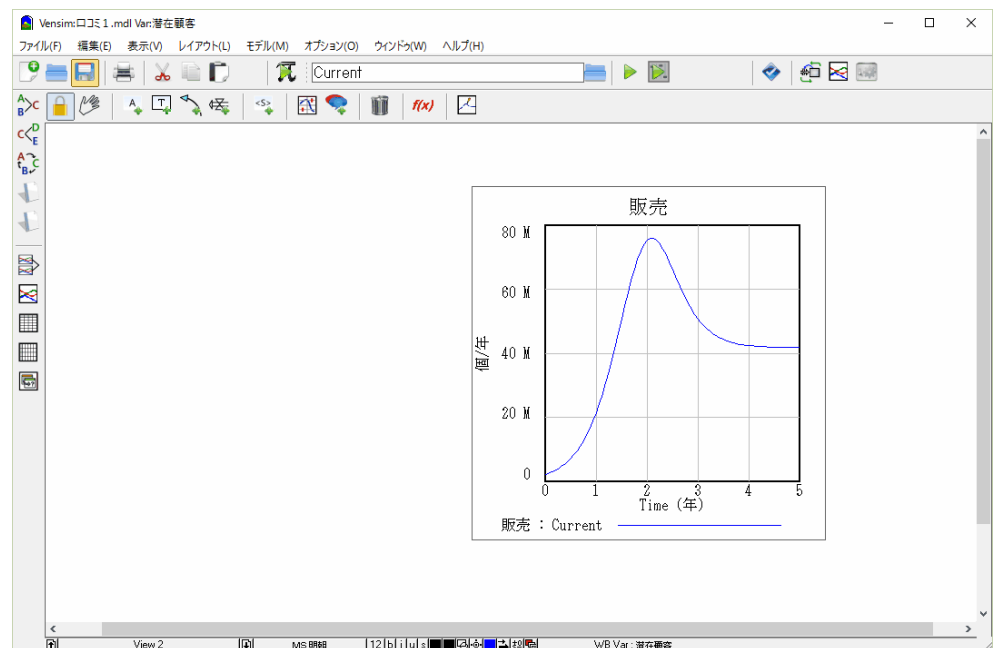 Vensim:口コミ１.mdl Var:潜在顧客
ファイル(F) 編集(E) 表示(V) レイアウト(L) モデル(M) オプション(O) ウィンドウ(W) ヘルプ(H)
Current
A B C
A T <S> f(x)
C D E
A B C
販売
80 M
60 M
個/年
40 M
20 M
0
0 1 2 3 4 5
Time (年)
販売 : Current
View 2 MS 明朝 12 b i u s WB Var : 潜在顧客